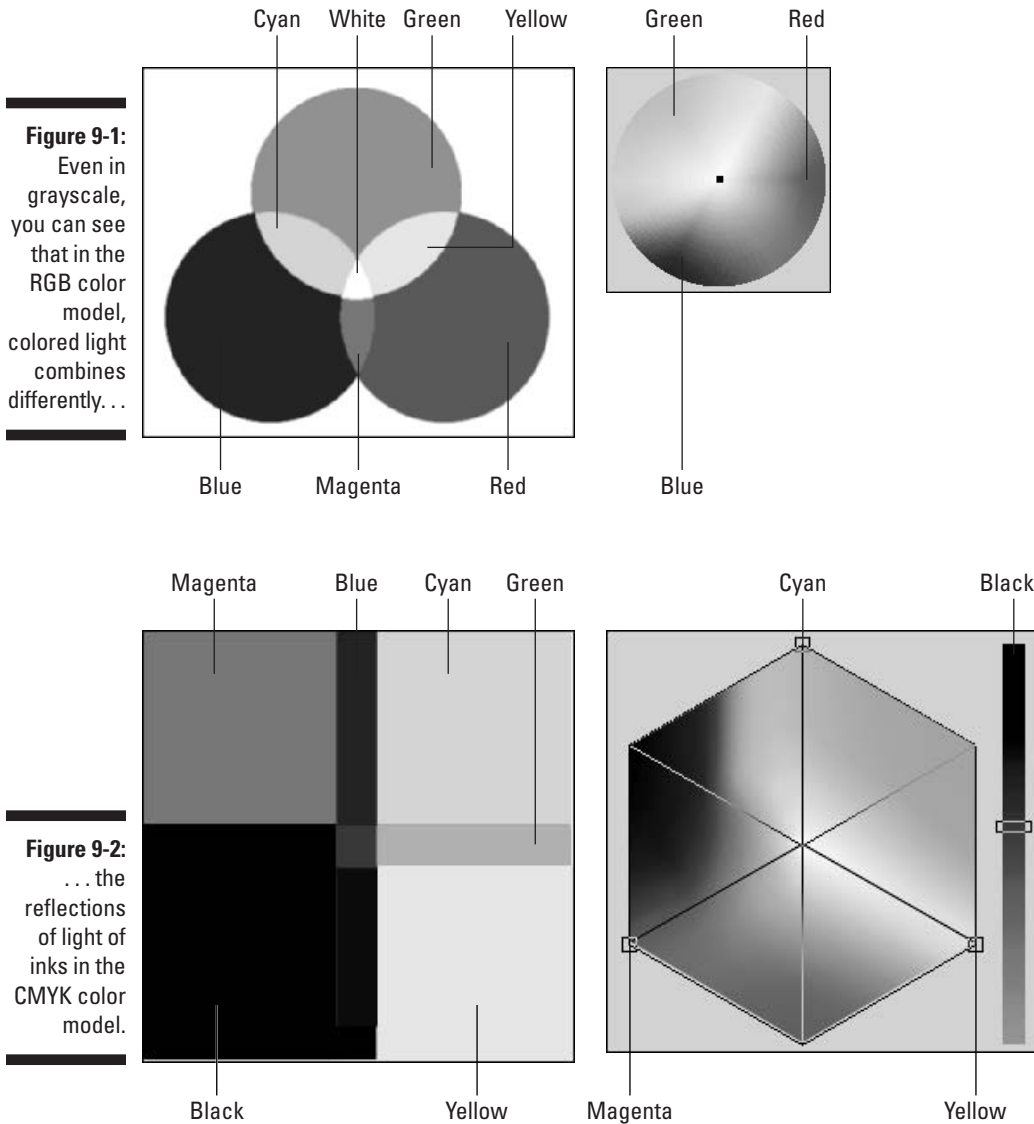 Cyan White Green Yellow Green Red
Figure 9-1:
Even in
grayscale,
you can see
that in the
RGB color
model,
colored light
combines
differently. . .
Blue Magenta Red Blue
Magenta Blue Cyan Green Cyan Black
Figure 9-2:
. . . the
reflections
of light of
inks in the
CMYK color
model.
Black Yellow Magenta Yellow